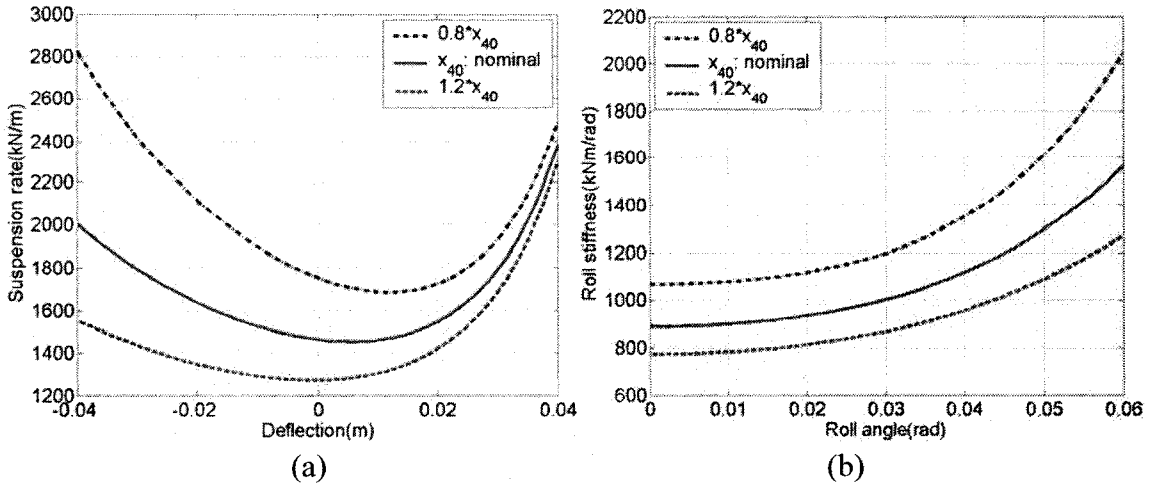 3000
2800
2600
2400
2200
2000
1800
1600
1400
1200
Suspension rate(kN/m)
-0.04
-0.02
0
0.02
0.04
Deflection(m)
0.8*x40
x40: nominal
1.2*x40
(a)
2200
2000
1800
1600
1400
1200
1000
800
600
Roll stiffness(kNm/rad)
0
0.01
0.02
0.03
0.04
0.05
0.06
Roll angle(rad)
0.8*x40
x40: nominal
1.2*x40
(b)